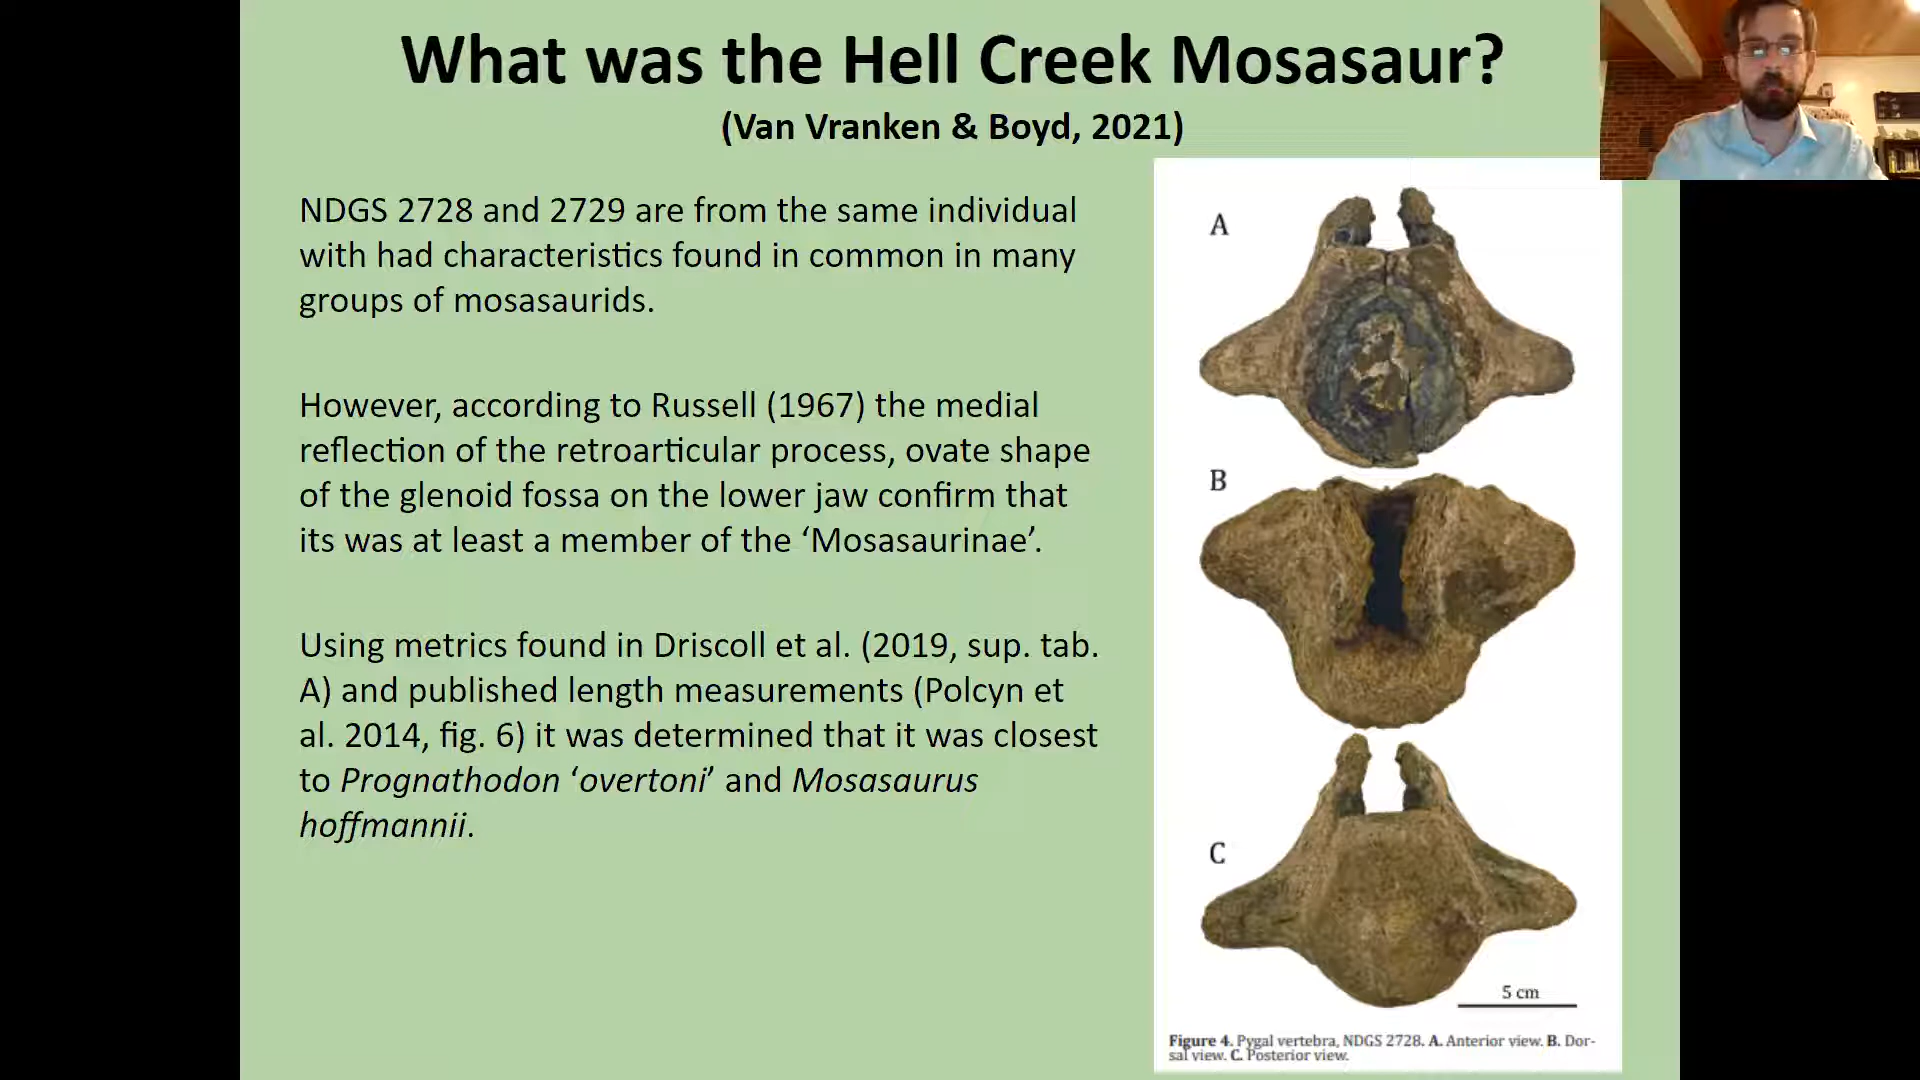 What was the Hell Creek Mosasaur?
(Van Vranken & Boyd, 2021)
NDGS 2728 and 2729 are from the same individual
with had characteristics found in common in many
groups of mosasaurids.
However, according to Russell (1967) the medial
reflection of the retroarticular process, ovate shape
of the glenoid fossa on the lower jaw confirm that
its was at least a member of the ‘Mosasaurinae’.
Using metrics found in Driscoll et al. (2019, sup. tab.
A) and published length measurements (Polcyn et
al. 2014, fig. 6) it was determined that it was closest
to Prognathodon ‘overtoni’ and Mosasaurus
hoffmannii.
A
B
C
5 cm
Figure 4. Pygal vertebra, NDGS 2728. A. Anterior view. B. Dor-
sal view. C. Posterior view.